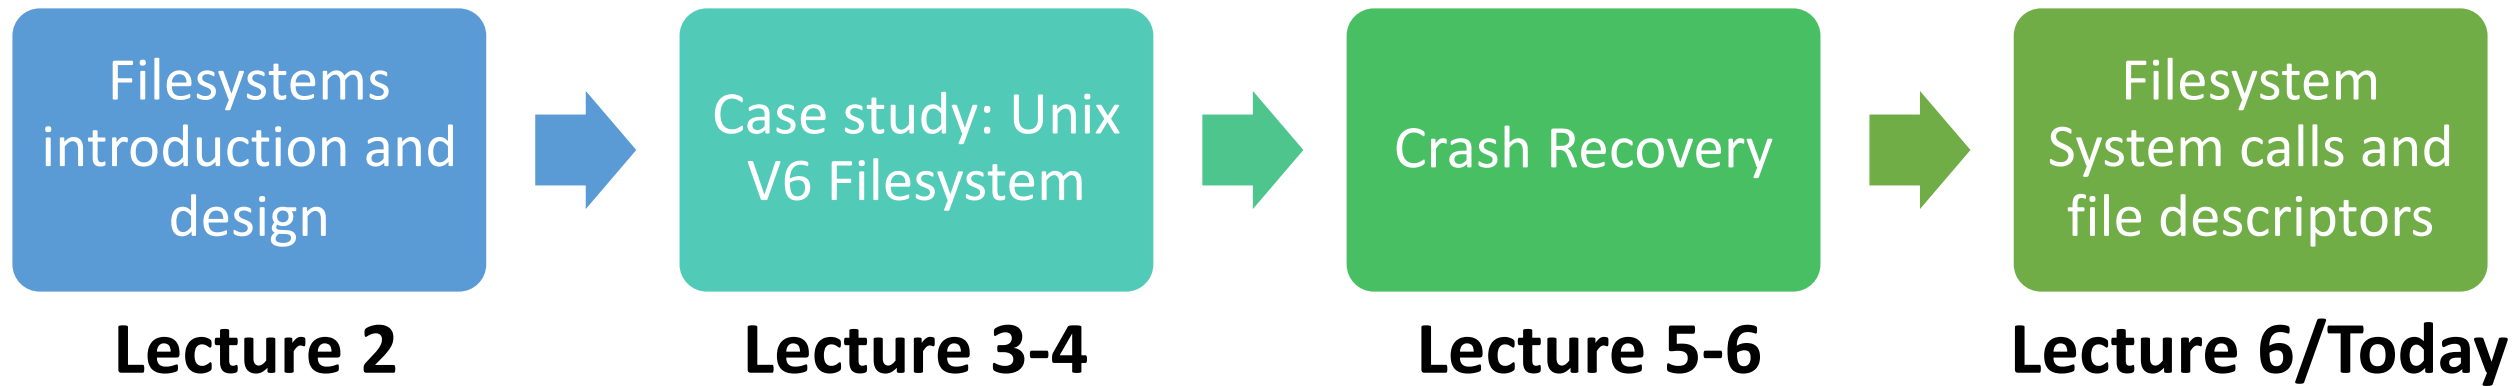 Filesystems
introduction and
design
Case study: Unix
V6 Filesystem
Crash Recovery
Filesystem
System calls and
file descriptors
Lecture 2
Lecture 3-4
Lecture 5-6
Lecture 6/Today